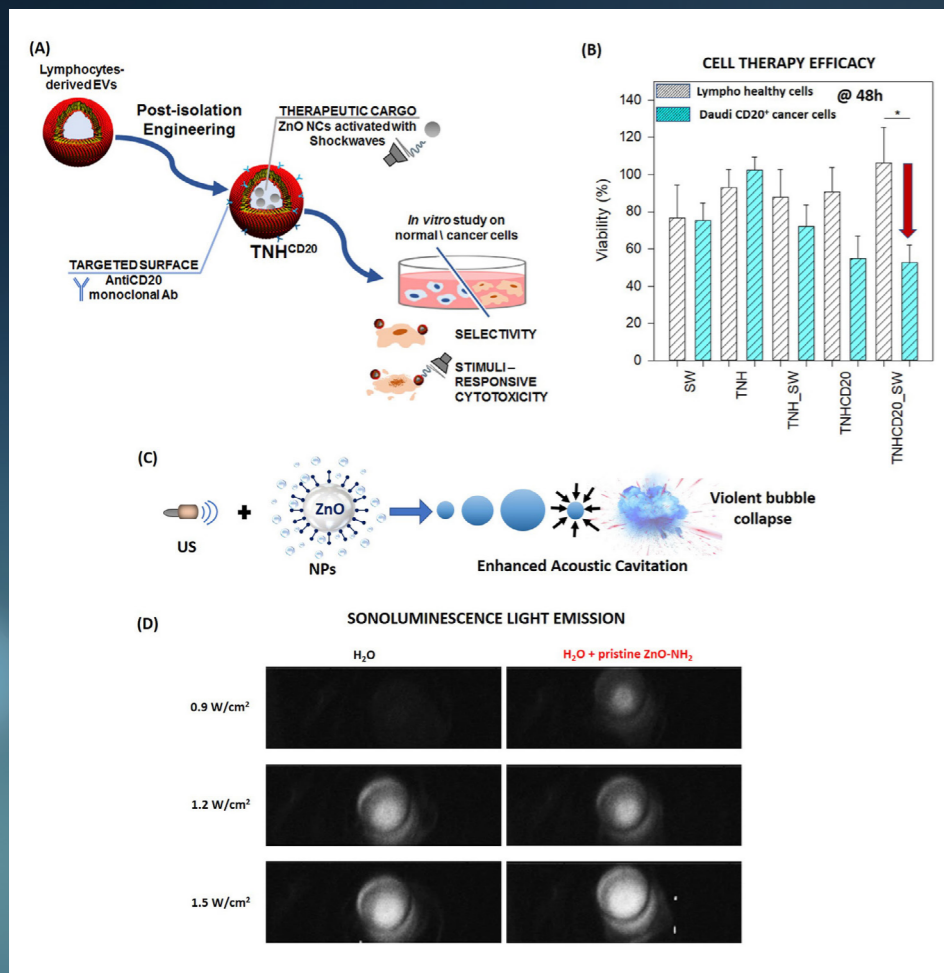 (A)
Lymphocytes-
derived EVs
Post-isolation
Engineering
THERAPEUTIC CARGO
ZnO NCs activated with
Shockwaves
TNHᶜᴰ²⁰
TARGETED SURFACE
AntiCD20
monoclonal Ab
In vitro study on
normal \ cancer cells
SELECTIVITY
STIMULI –
RESPONSIVE
CYTOTOXICITY
(B)
CELL THERAPY EFFICACY
Lympho healthy cells
@ 48h
Daudi CD20⁺ cancer cells
*
Viability (%)
140
120
100
80
60
40
20
0
SW
TNH
TNH_SW
TNHCD20
TNHCD20_SW
(C)
US
+
ZnO
NPs
Enhanced Acoustic Cavitation
Violent bubble
collapse
(D)
SONOLUMINESCENCE LIGHT EMISSION
H₂O
H₂O + pristine ZnO-NH₂
0.9 W/cm²
1.2 W/cm²
1.5 W/cm²